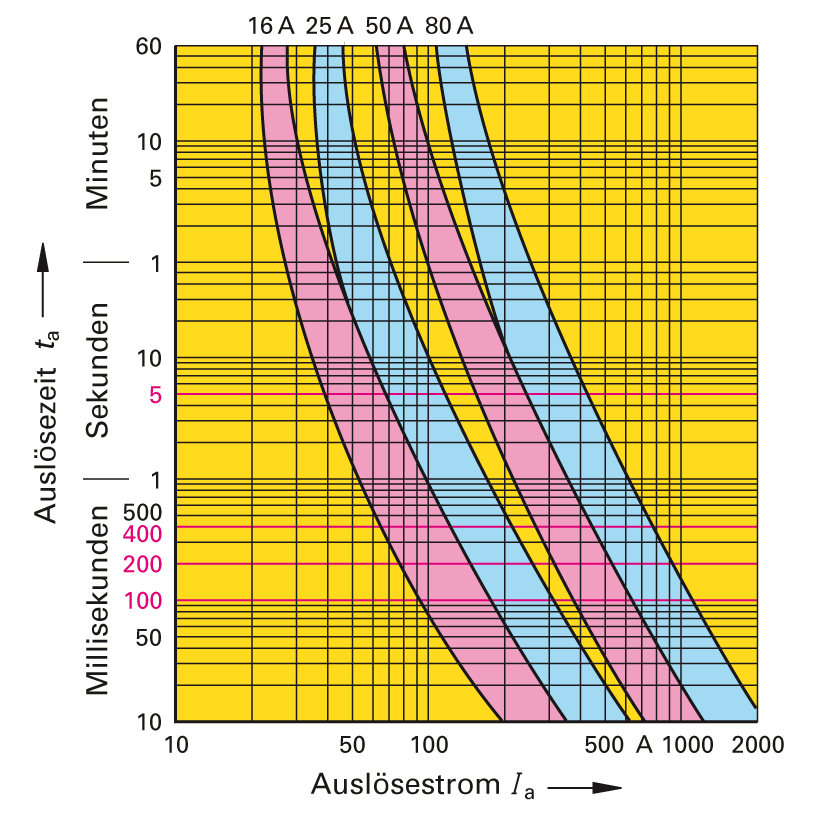 16 A 25 A 50 A 80 A
60
10
5
1
10
5
1
500
400
200
100
50
10
Minuten
Sekunden
Millisekunden
Auslösezeit ta
10 50 100 500 A 1000 2000
Auslösestrom Ia